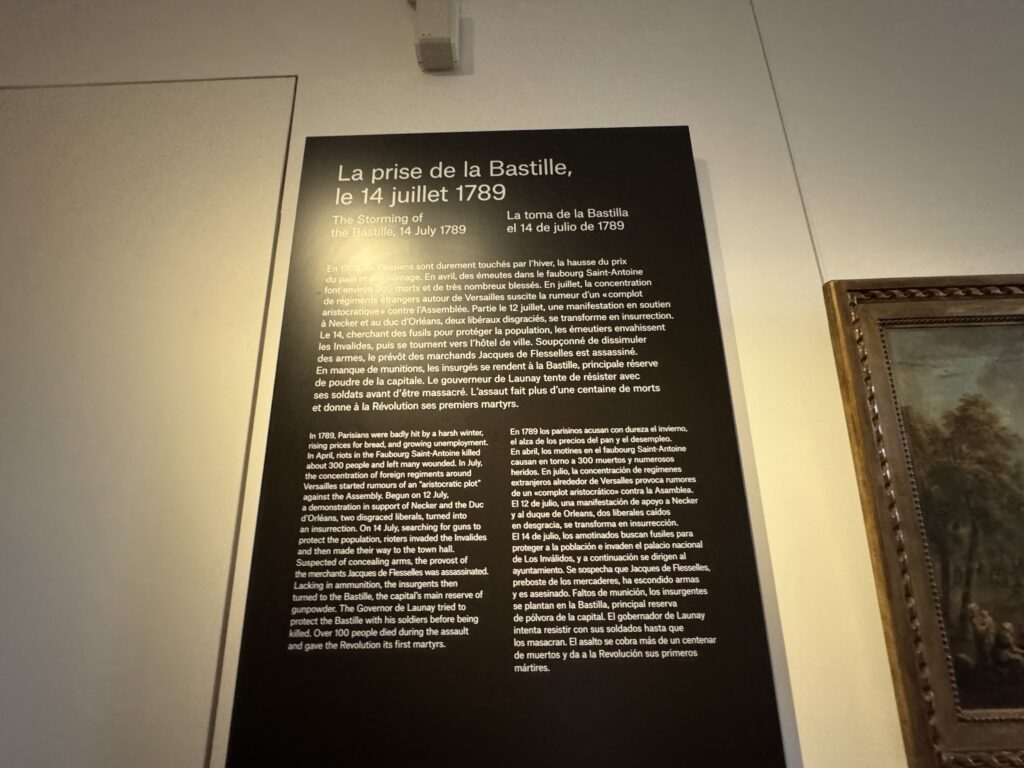 La prise de la Bastille,
le 14 juillet 1789
The Storming of
the Bastille, 14 July 1789
La toma de la Bastilla
el 14 de julio de 1789
En 1789, les Parisiens sont durement touchés par l'hiver, la hausse du prix
du pain et le chômage. En avril, des émeutes dans le faubourg Saint-Antoine
font environ 300 morts et de très nombreux blessés. En juillet, la concentration
de régiments étrangers autour de Versailles suscite la rumeur d'un « complot
aristocratique » contre l'Assemblée. Partie le 12 juillet, une manifestation en soutien
à Necker et au duc d'Orléans, deux libéraux disgraciés, se transforme en insurrection.
Le 14, cherchant des fusils pour protéger la population, les émeutiers envahissent
les Invalides, puis se tournent vers l'hôtel de ville. Soupçonné de dissimuler
des armes, le prévôt des marchands Jacques de Flesselles est assassiné.
En manque de munitions, les insurgés se rendent à la Bastille, principale réserve
de poudre de la capitale. Le gouverneur de Launay tente de résister avec
ses soldats avant d'être massacré. L'assaut fait plus d'une centaine de morts
et donne à la Révolution ses premiers martyrs.
In 1789, Parisians were badly hit by a harsh winter,
rising prices for bread, and growing unemployment.
In April, riots in the Faubourg Saint-Antoine killed
about 300 people and left many wounded. In July,
the concentration of foreign regiments around
Versailles started rumours of an "aristocratic plot"
against the Assembly. Begun on 12 July,
a demonstration in support of Necker and the Duc
d'Orléans, two disgraced liberals, turned into
an insurrection. On 14 July, searching for guns to
protect the population, rioters invaded the Invalides
and then made their way to the town hall.
Suspected of concealing arms, the provost of
the merchants Jacques de Flesselles was assassinated.
Lacking in ammunition, the insurgents then
turned to the Bastille, the capital's main reserve of
gunpowder. The Governor de Launay tried to
protect the Bastille with his soldiers before being
killed. Over 100 people died during the assault
and gave the Revolution its first martyrs.
En 1789 los parisinos acusan con dureza el invierno,
el alza de los precios del pan y el desempleo.
En abril, los motines en el faubourg Saint-Antoine
causan en torno a 300 muertos y numerosos
heridos. En julio, la concentración de regimenes
extranjeros alrededor de Versalles provoca rumores
de un «complot aristocrático» contra la Asamblea.
El 12 de julio, una manifestación de apoyo a Necker
y al duque de Orleans, dos liberales caídos
en desgracia, se transforma en insurrección.
El 14 de julio, los amotinados buscan fusiles para
proteger a la población e invaden el palacio nacional
de Los Inválidos, y a continuación se dirigen al
ayuntamiento. Se sospecha que Jacques de Flesselles,
preboste de los mercaderes, ha escondido armas
y es asesinado. Faltos de munición, los insurgentes
se plantan en la Bastilla, principal reserva
de pólvora de la capital. El gobernador de Launay
intenta resistir con sus soldados hasta que
los masacran. El asalto se cobra más de un centenar
de muertos y da a la Revolución sus primeros
mártires.